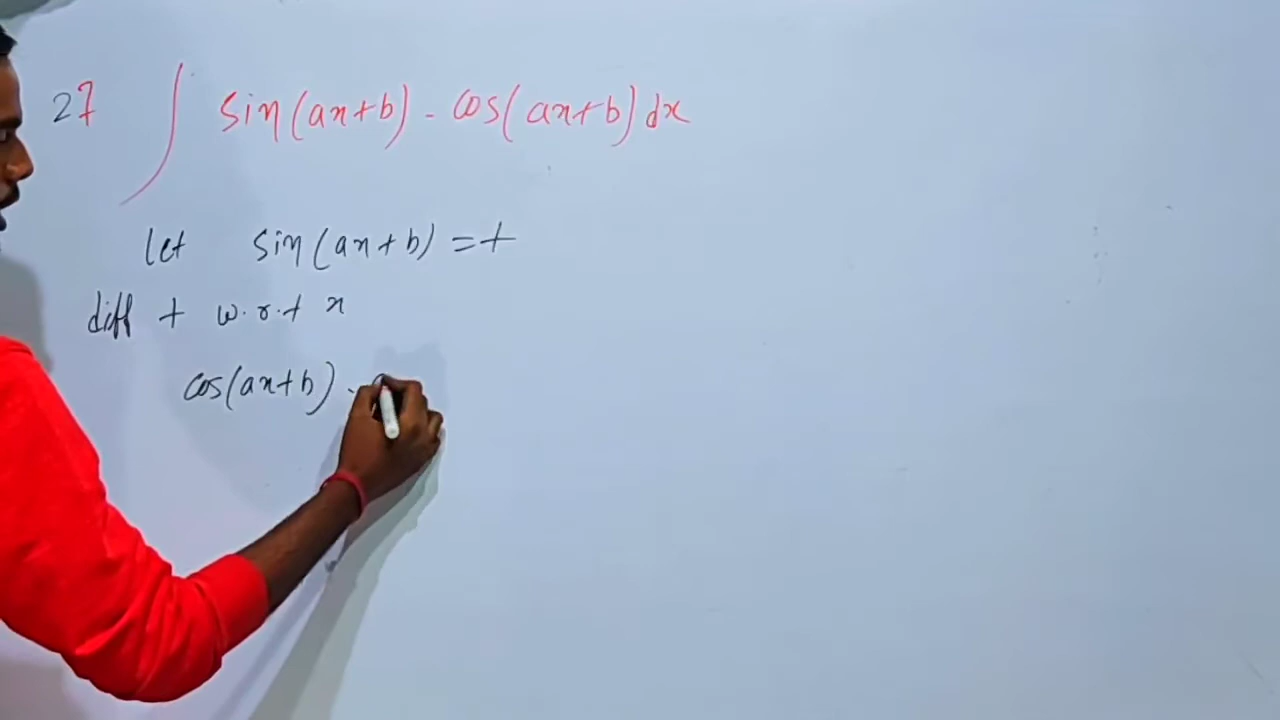 27 ∫ sin(ax+b) - cos(ax+b) dx
let sin(ax+b) = t
diff t w.r.t x
cos(ax+b) .